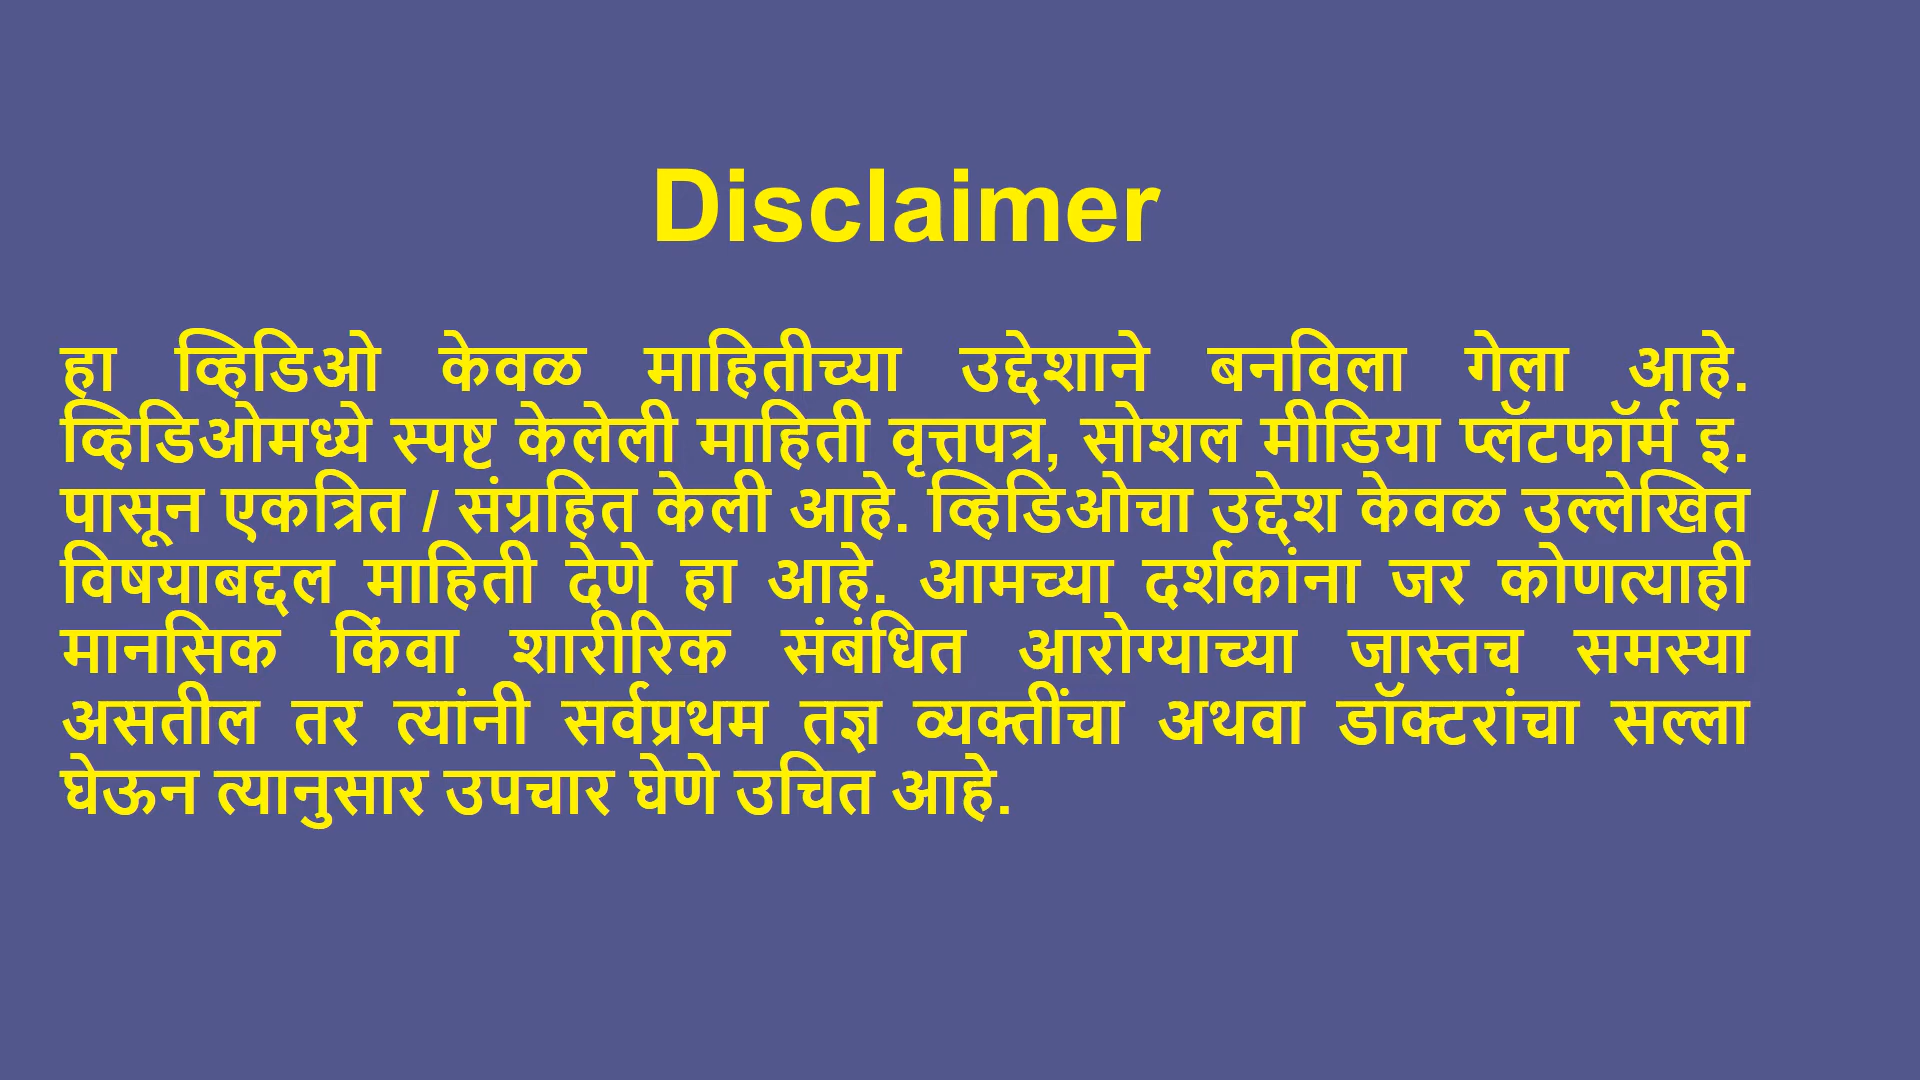 Disclaimer
हा व्हिडिओ केवळ माहितीच्या उद्देशाने बनविला गेला आहे.
व्हिडिओमध्ये स्पष्ट केलेली माहिती वृत्तपत्र, सोशल मीडिया प्लॅटफॉर्म इ.
पासून एकत्रित / संग्रहित केली आहे. व्हिडिओचा उद्देश केवळ उल्लेखित
विषयाबद्दल माहिती देणे हा आहे. आमच्या दर्शकांना जर कोणत्याही
मानसिक किंवा शारीरिक संबंधित आरोग्याच्या जास्तच समस्या
असतील तर त्यांनी सर्वप्रथम तज्ञ व्यक्तींचा अथवा डॉक्टरांचा सल्ला
घेऊन त्यानुसार उपचार घेणे उचित आहे.